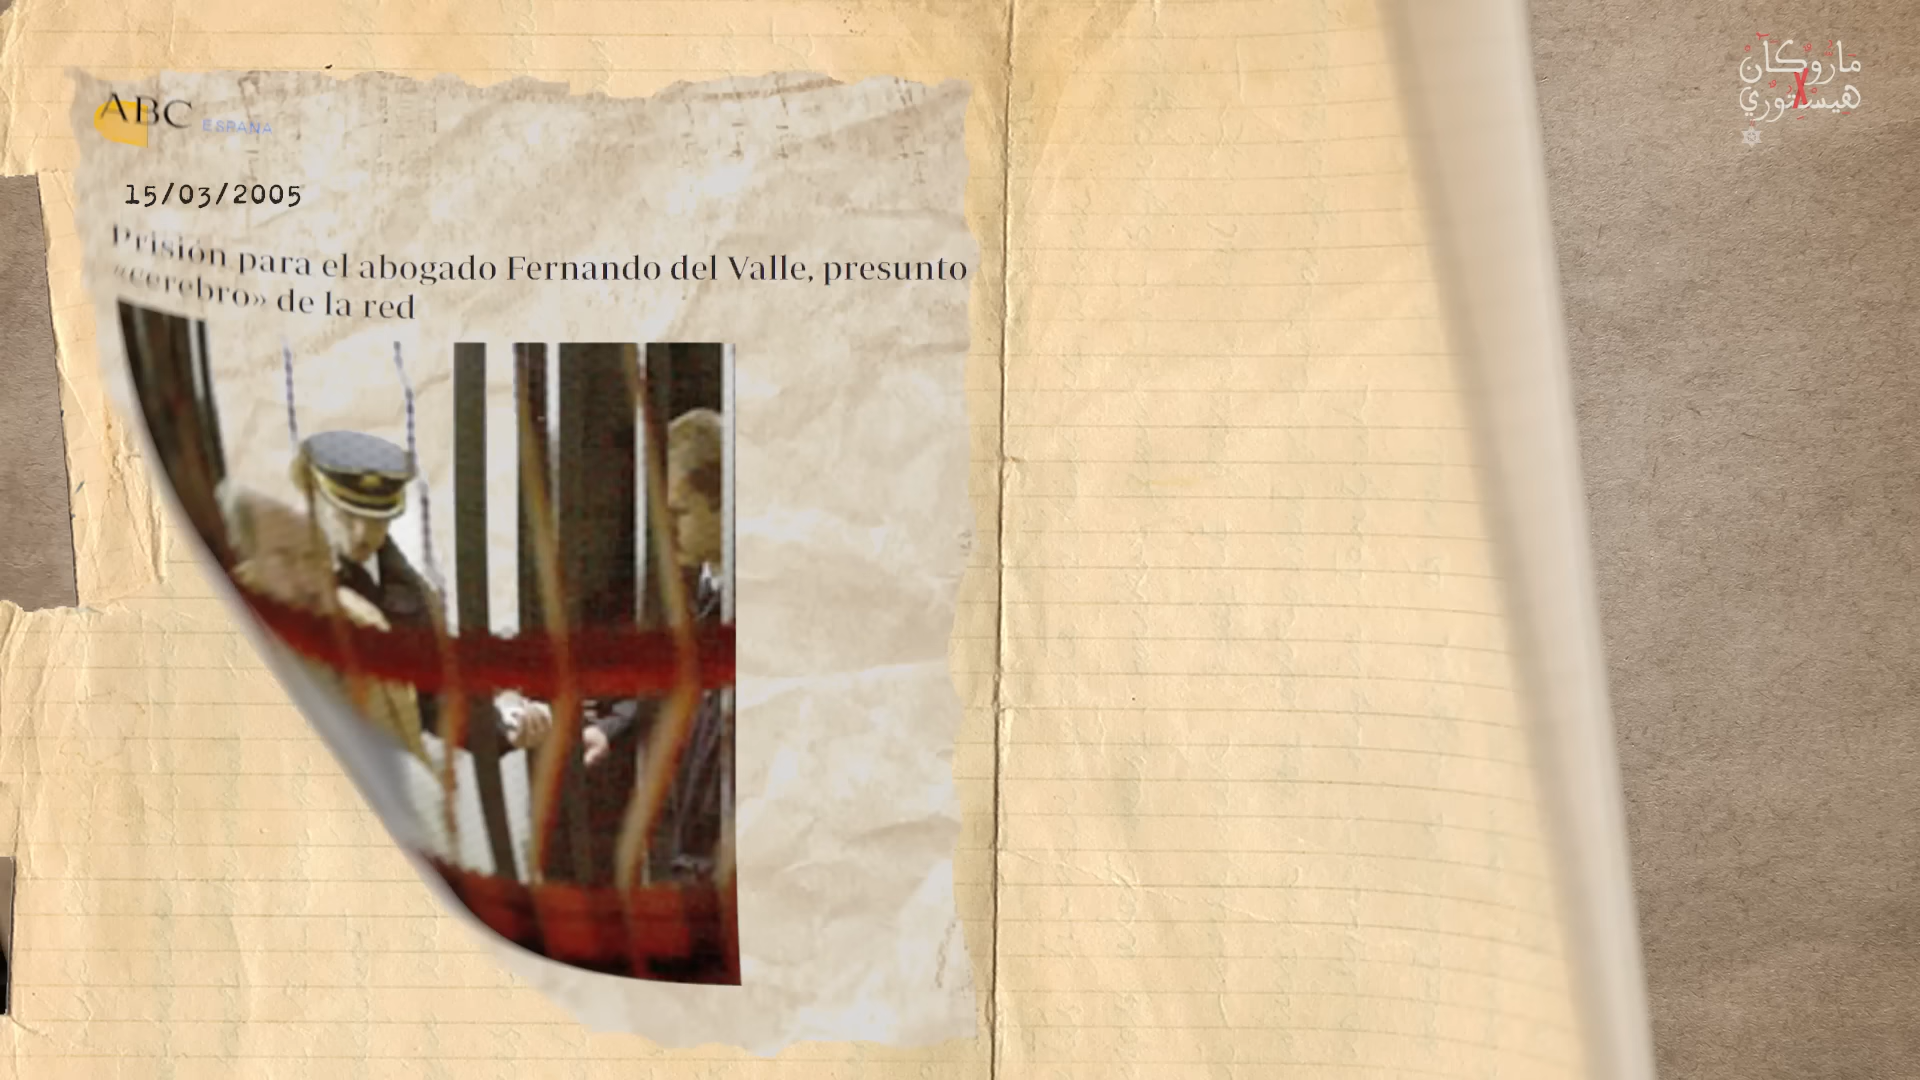 ABC ESPAÑA
15/03/2005
Prisión para el abogado Fernando del Valle, presunto
«cerebro» de la red
ماروكان
هيستوري
X